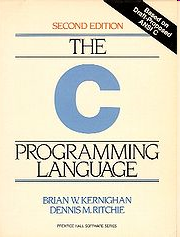 SECOND EDITION
THE
C
PROGRAMMING
LANGUAGE
Based on
Draft-Proposed
ANSI C
BRIAN W. KERNIGHAN
DENNIS M. RITCHIE
PRENTICE HALL SOFTWARE SERIES